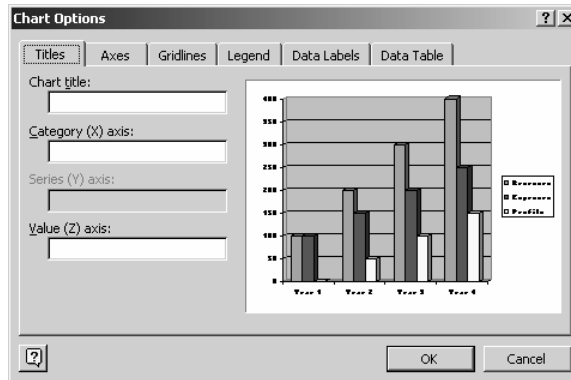 Chart Options
Titles
Axes
Gridlines
Legend
Data Labels
Data Table
Chart title:
Category (X) axis:
Series (Y) axis:
Value (Z) axis:
400
350
300
250
200
150
100
50
0
Year 1
Year 2
Year 3
Year 4
Revenues
Expenses
Profits
OK
Cancel